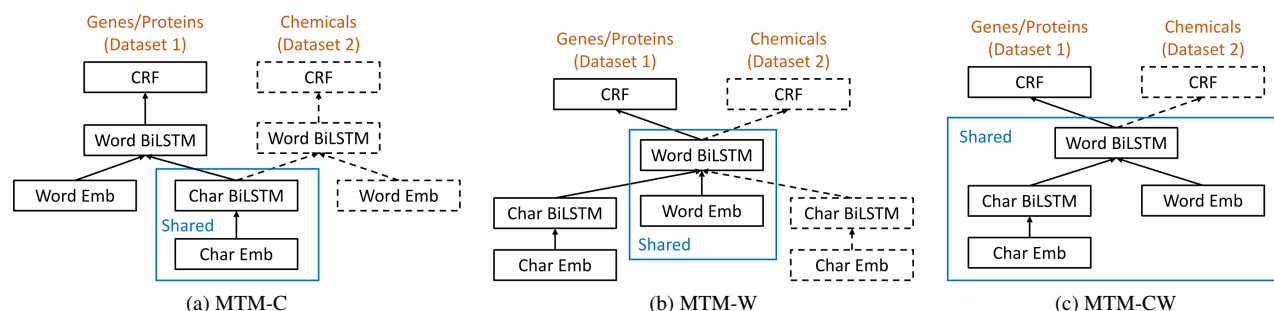 Genes/Proteins
(Dataset 1)
Chemicals
(Dataset 2)
CRF
CRF
Word BiLSTM
Word BiLSTM
Word Emb
Char BiLSTM
Word Emb
Shared
Char Emb
(a) MTM-C
Genes/Proteins
(Dataset 1)
Chemicals
(Dataset 2)
CRF
CRF
Word BiLSTM
Char BiLSTM
Word Emb
Char BiLSTM
Shared
Char Emb
Char Emb
(b) MTM-W
Genes/Proteins
(Dataset 1)
Chemicals
(Dataset 2)
CRF
CRF
Shared
Word BiLSTM
Char BiLSTM
Word Emb
Char Emb
(c) MTM-CW